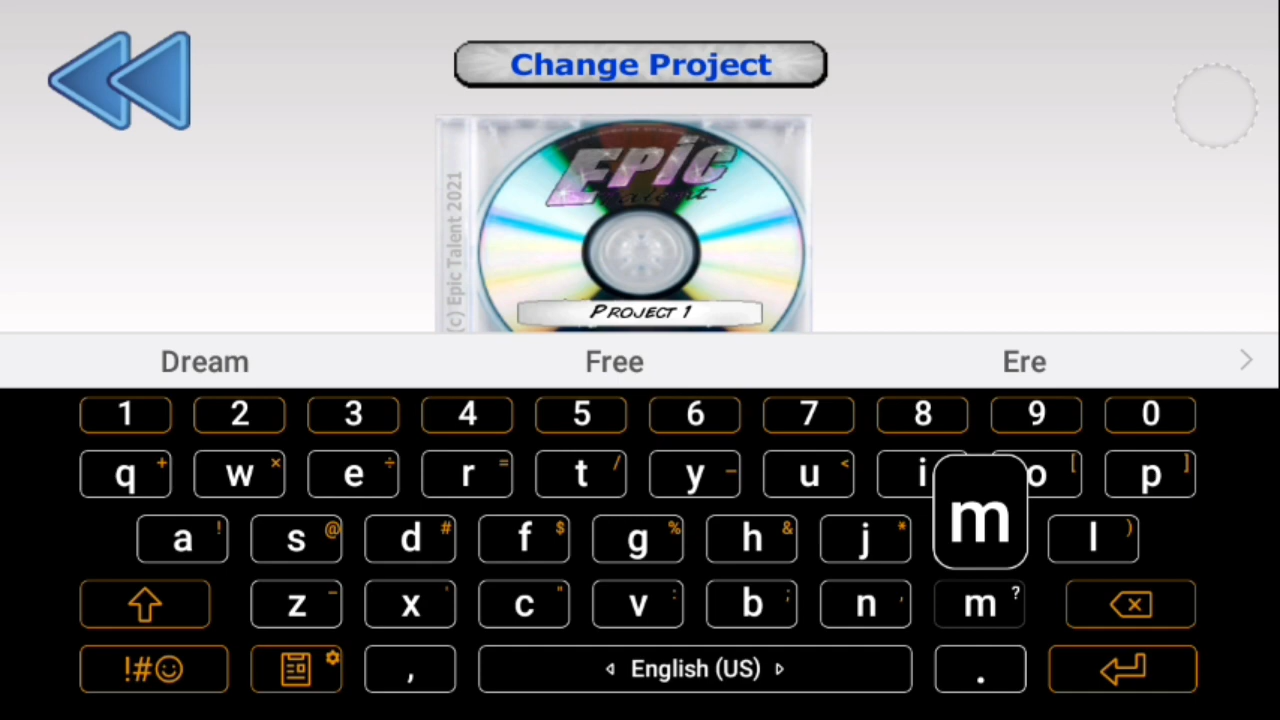 Change Project
(c) Epic Talent 2021
EPIC
Talent
PROJECT 1
Dream Free Ere
1 2 3 4 5 6 7 8 9 0
q + w × e ÷ r = t / y _ u < i o [ p ]
m
a ! s @ d # f $ g % h & j * l )
z - x ' c " v : b ; n , m ?
!#☺ , English (US) .